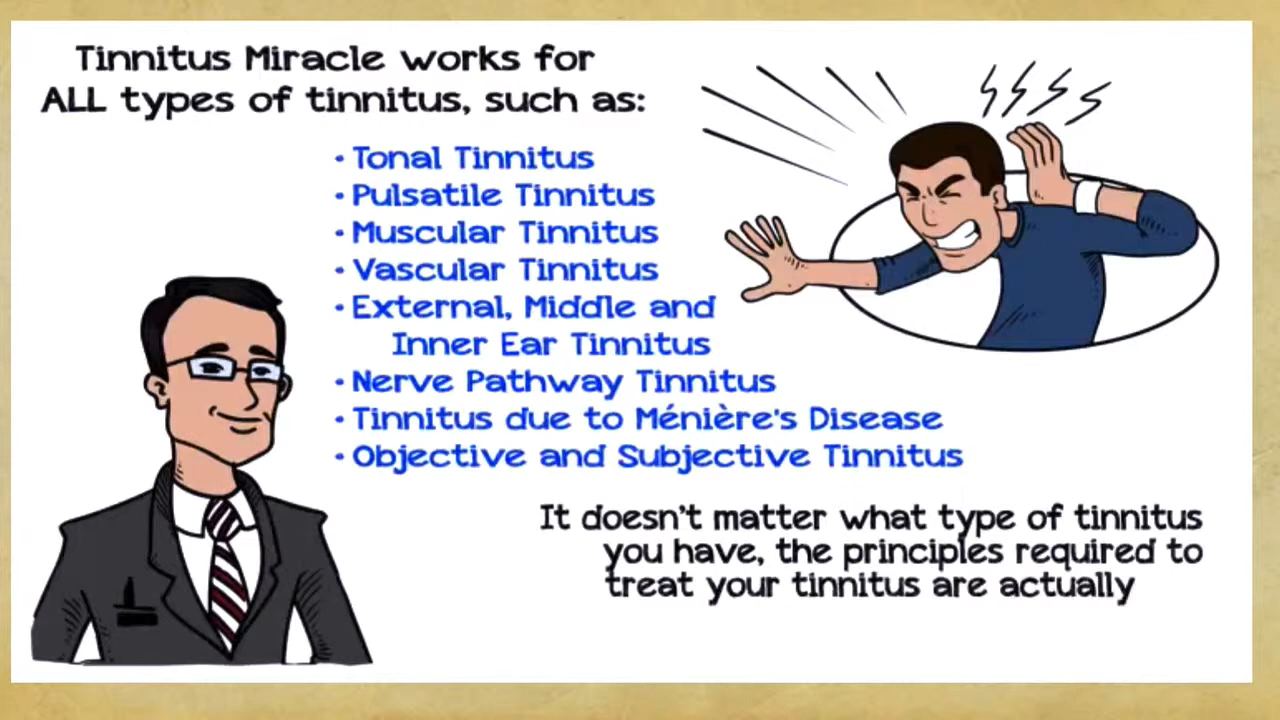 Tinnitus Miracle works for
ALL types of tinnitus, such as:
• Tonal Tinnitus
• Pulsatile Tinnitus
• Muscular Tinnitus
• Vascular Tinnitus
• External, Middle and
Inner Ear Tinnitus
• Nerve Pathway Tinnitus
• Tinnitus due to Ménière's Disease
• Objective and Subjective Tinnitus
It doesn't matter what type of tinnitus
you have, the principles required to
treat your tinnitus are actually